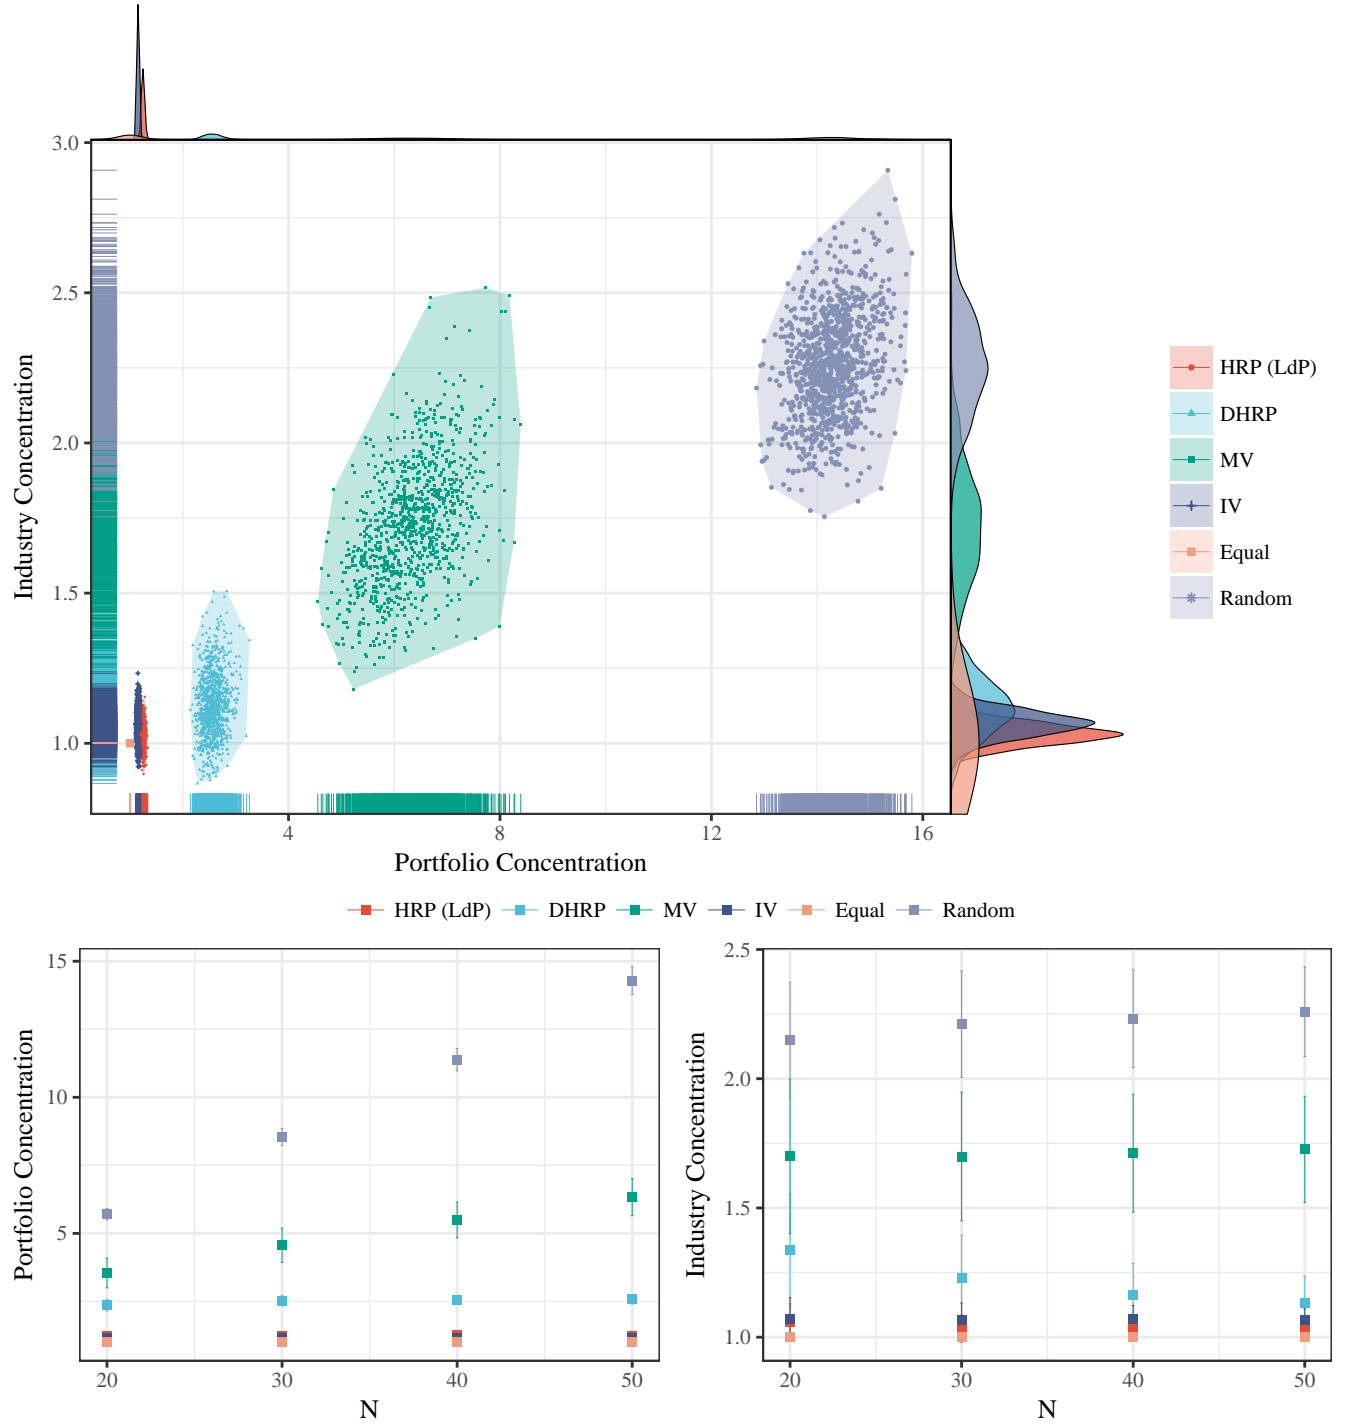 3.0
2.5
2.0
1.5
1.0
Industry Concentration
4
8
12
16
Portfolio Concentration
HRP (LdP)
DHRP
MV
IV
Equal
Random
HRP (LdP) DHRP MV IV Equal Random
15
10
5
Portfolio Concentration
20
30
40
50
N
2.5
2.0
1.5
1.0
Industry Concentration
20
30
40
50
N